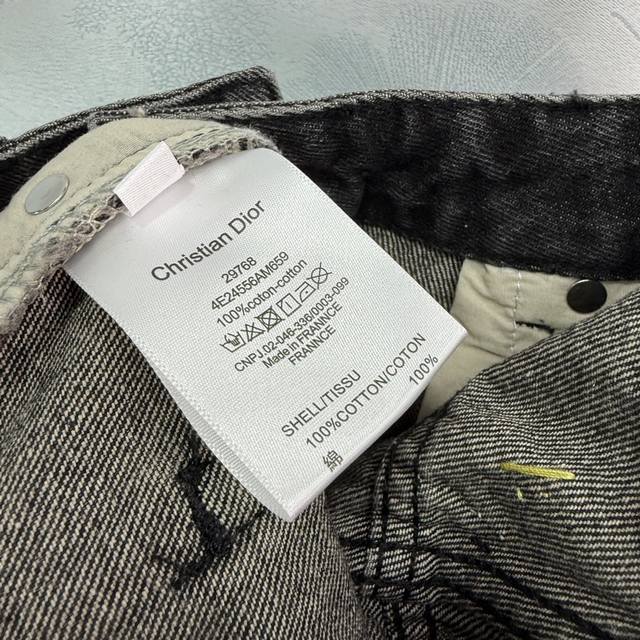 Christian Dior
29768
4E24556AM659
100%coton-cotton
CNPJ.02.046.336/0003-099
Made in FRANNCE
FRANNCE
SHELL/TISSU
100%COTTON/COTON
100%
綿